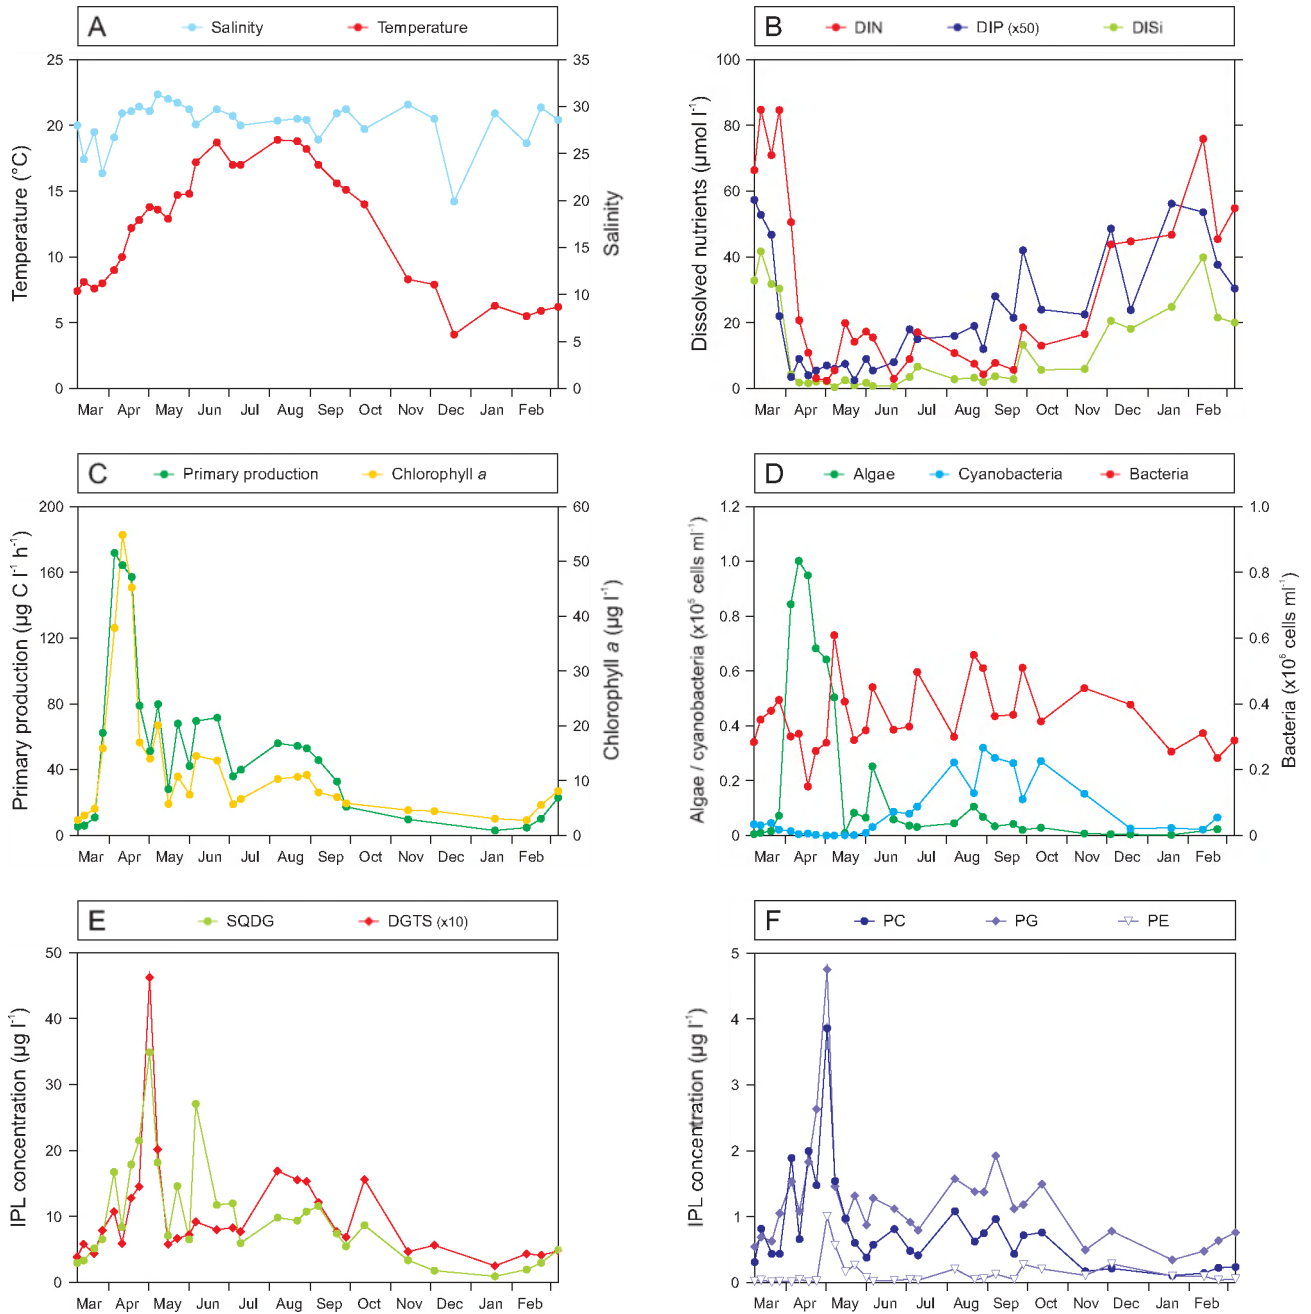 A Salinity Temperature
25 35
20 30
15 25
10 20
5 15
0 10
5
0
Temperature (°C)
Salinity
Mar Apr May Jun Jul Aug Sep Oct Nov Dec Jan Feb
B DIN DIP (x50) DISi
100
80
60
40
20
0
Dissolved nutrients (µmol l⁻¹)
Mar Apr May Jun Jul Aug Sep Oct Nov Dec Jan Feb
C Primary production Chlorophyll a
200 60
160 50
120 40
80 30
40 20
0 10
0
Primary production (µg C l⁻¹ h⁻¹)
Chlorophyll a (µg l⁻¹)
Mar Apr May Jun Jul Aug Sep Oct Nov Dec Jan Feb
D Algae Cyanobacteria Bacteria
1.2 1.0
1.0 0.8
0.8 0.6
0.6 0.4
0.4 0.2
0.2 0
0
Algae / cyanobacteria (x10⁵ cells ml⁻¹)
Bacteria (x10⁶ cells ml⁻¹)
Mar Apr May Jun Jul Aug Sep Oct Nov Dec Jan Feb
E SQDG DGTS (x10)
50
40
30
20
10
0
IPL concentration (µg l⁻¹)
Mar Apr May Jun Jul Aug Sep Oct Nov Dec Jan Feb
F PC PG PE
5
4
3
2
1
0
IPL concentration (µg l⁻¹)
Mar Apr May Jun Jul Aug Sep Oct Nov Dec Jan Feb